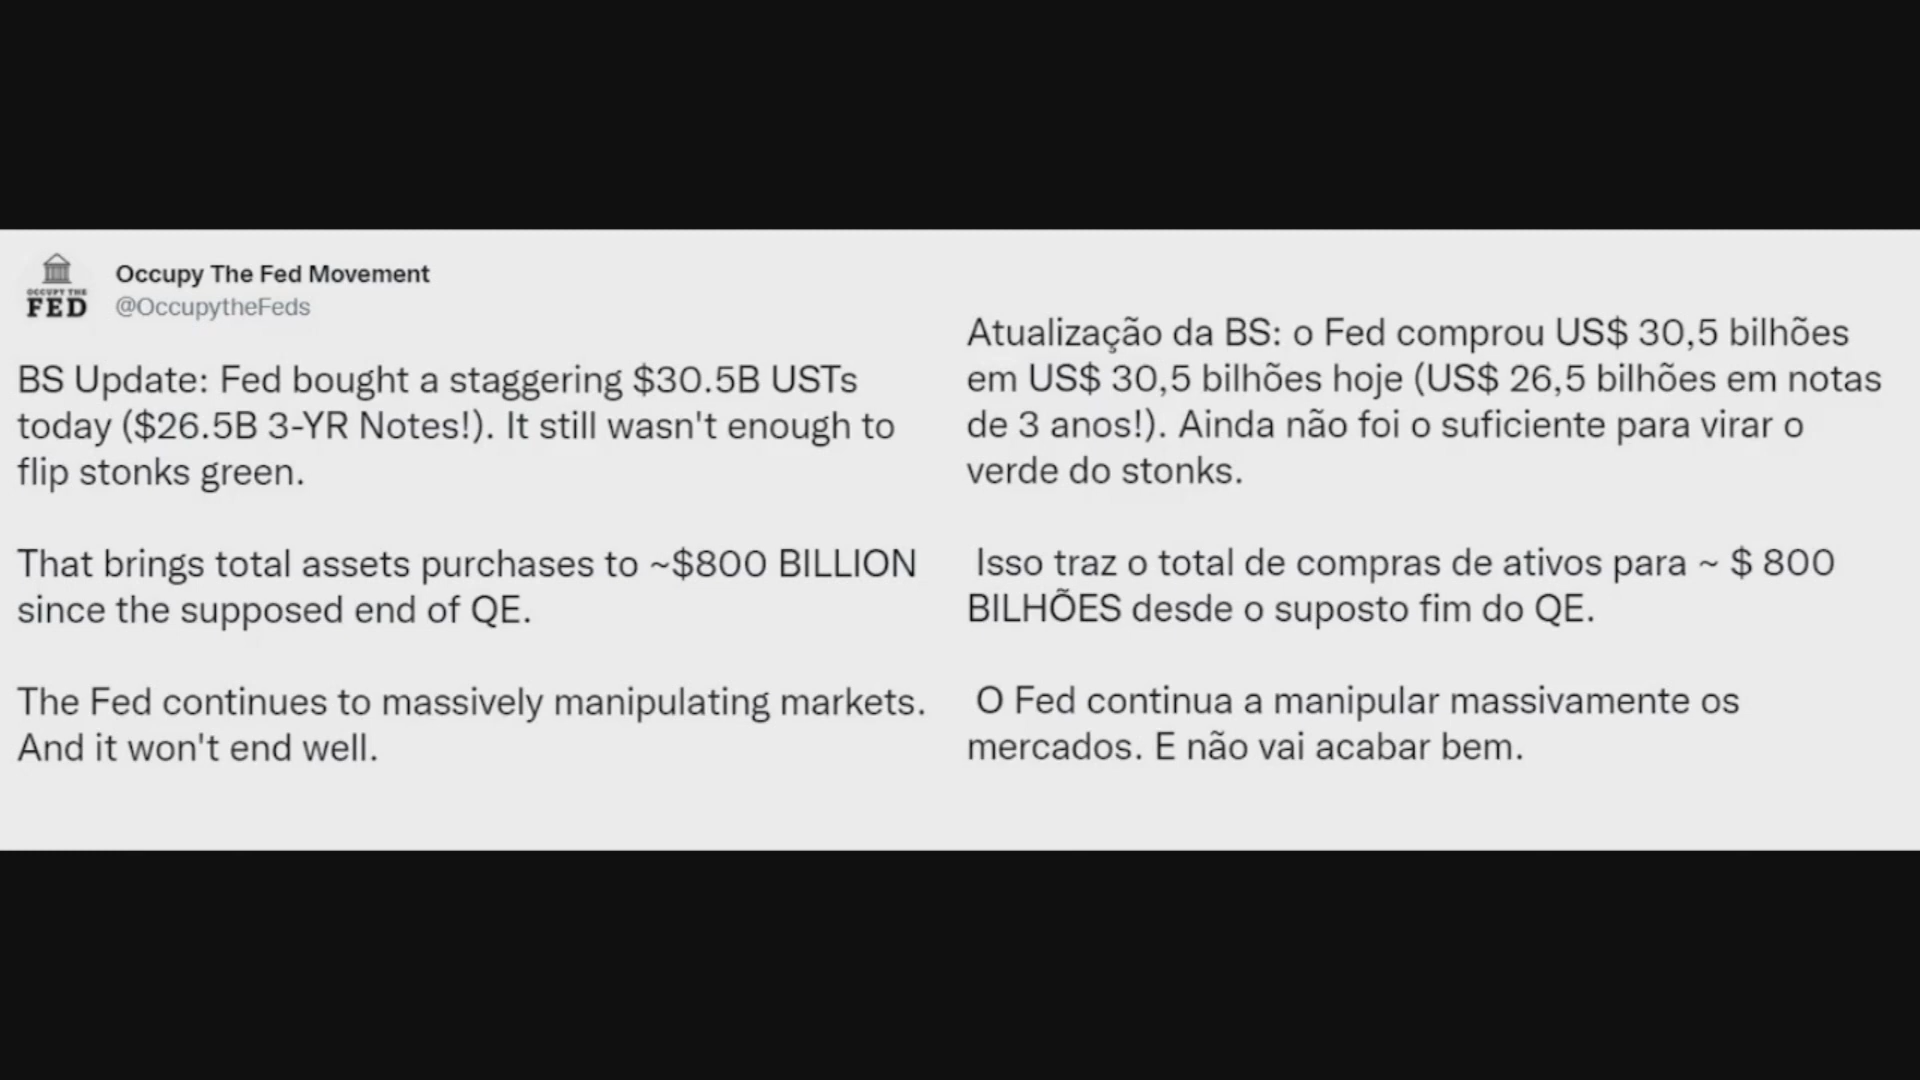 OCCUPY THE
FED
Occupy The Fed Movement
@OccupytheFeds
BS Update: Fed bought a staggering $30.5B USTs
today ($26.5B 3-YR Notes!). It still wasn't enough to
flip stonks green.
That brings total assets purchases to ~$800 BILLION
since the supposed end of QE.
The Fed continues to massively manipulating markets.
And it won't end well.
Atualização da BS: o Fed comprou US$ 30,5 bilhões
em US$ 30,5 bilhões hoje (US$ 26,5 bilhões em notas
de 3 anos!). Ainda não foi o suficiente para virar o
verde do stonks.
Isso traz o total de compras de ativos para ~ $ 800
BILHÕES desde o suposto fim do QE.
O Fed continua a manipular massivamente os
mercados. E não vai acabar bem.